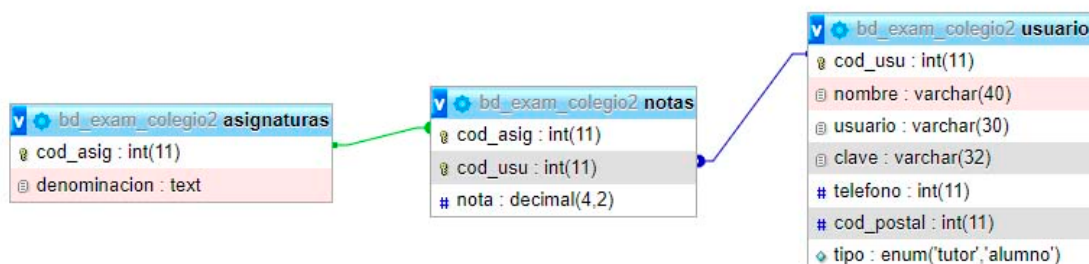 bd_exam_colegio2 asignaturas
cod_asig : int(11)
denominacion : text
bd_exam_colegio2 notas
cod_asig : int(11)
cod_usu : int(11)
nota : decimal(4,2)
bd_exam_colegio2 usuario
cod_usu : int(11)
nombre : varchar(40)
usuario : varchar(30)
clave : varchar(32)
telefono : int(11)
cod_postal : int(11)
tipo : enum('tutor','alumno')